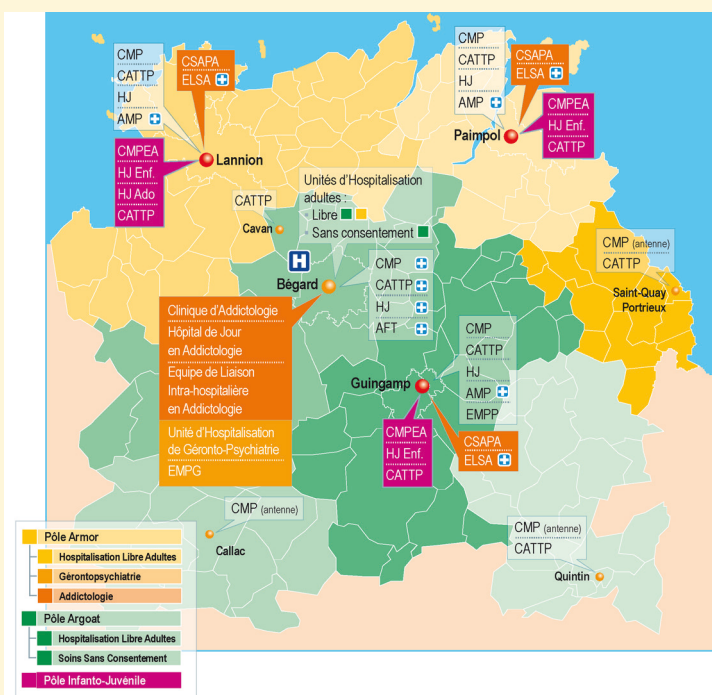 CMP
CATTP
HJ
AMP
CSAPA
ELSA
CMPEA
HJ Enf.
HJ Ado
CATTP
Lannion
CMP
CATTP
HJ
AMP
CSAPA
ELSA
Paimpol
CMPEA
HJ Enf.
CATTP
CATTP
Cavan
Unités d'Hospitalisation
adultes :
- Libre
- Sans consentement
H
Bégard
CMP
CATTP
HJ
AFT
CMP (antenne)
CATTP
Saint-Quay
Portrieux
Clinique d'Addictologie
Hôpital de Jour
en Addictologie
Equipe de Liaison
Intra-hospitalière
en Addictologie
Unité d'Hospitalisation
de Géronto-Psychiatrie
EMPG
CMP
CATTP
HJ
AMP
EMPP
Guingamp
CMPEA
HJ Enf.
CATTP
CSAPA
ELSA
CMP (antenne)
Callac
CMP (antenne)
CATTP
Quintin
Pôle Armor
Hospitalisation Libre Adultes
Gérontopsychiatrie
Addictologie
Pôle Argoat
Hospitalisation Libre Adultes
Soins Sans Consentement
Pôle Infanto-Juvénile